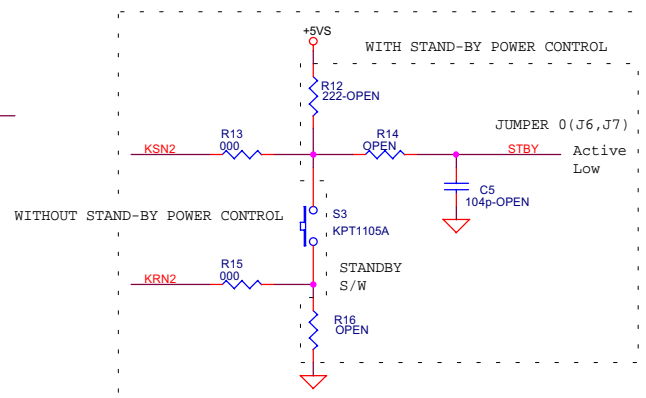 +5VS
WITH STAND-BY POWER CONTROL
R12
222-OPEN
JUMPER 0(J6,J7)
R13
000
R14
OPEN
KSN2
STBY
Active
Low
C5
104p-OPEN
WITHOUT STAND-BY POWER CONTROL
S3
KPT1105A
R15
000
STANDBY
S/W
KRN2
R16
OPEN